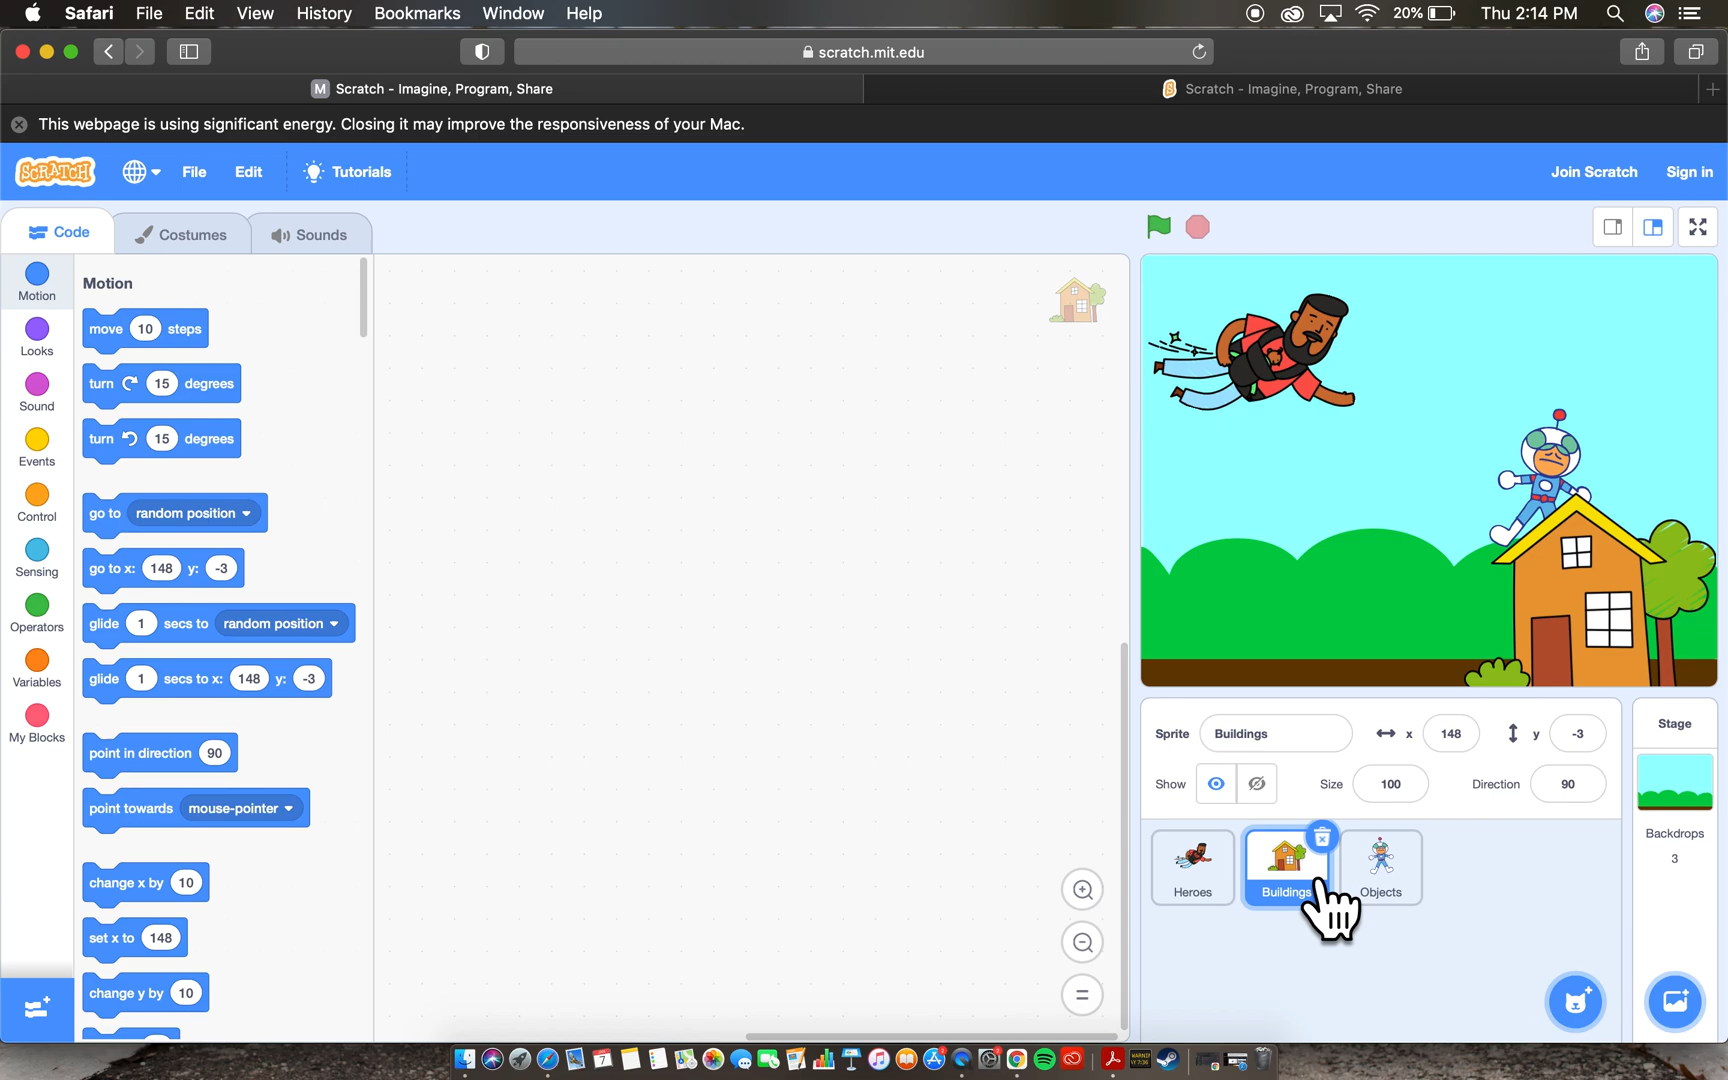 Safari File Edit View History Bookmarks Window Help 20% Thu 2:14 PM
scratch.mit.edu
M Scratch - Imagine, Program, Share Scratch - Imagine, Program, Share
This webpage is using significant energy. Closing it may improve the responsiveness of your Mac.
SCRATCH File Edit Tutorials Join Scratch Sign in
Code Costumes Sounds
Motion
Looks
Sound
Events
Control
Sensing
Operators
Variables
My Blocks
Motion
move 10 steps
turn 15 degrees
turn 15 degrees
go to random position
go to x: 148 y: -3
glide 1 secs to random position
glide 1 secs to x: 148 y: -3
point in direction 90
point towards mouse-pointer
change x by 10
set x to 148
change y by 10
Sprite Buildings x 148 y -3
Show Size 100 Direction 90
Heroes Buildings Objects
Stage
Backdrops
3